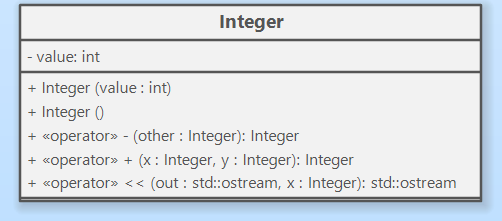 Integer
- value: int
+ Integer (value : int)
+ Integer ()
+ «operator» - (other : Integer): Integer
+ «operator» + (x : Integer, y : Integer): Integer
+ «operator» << (out : std::ostream, x : Integer): std::ostream